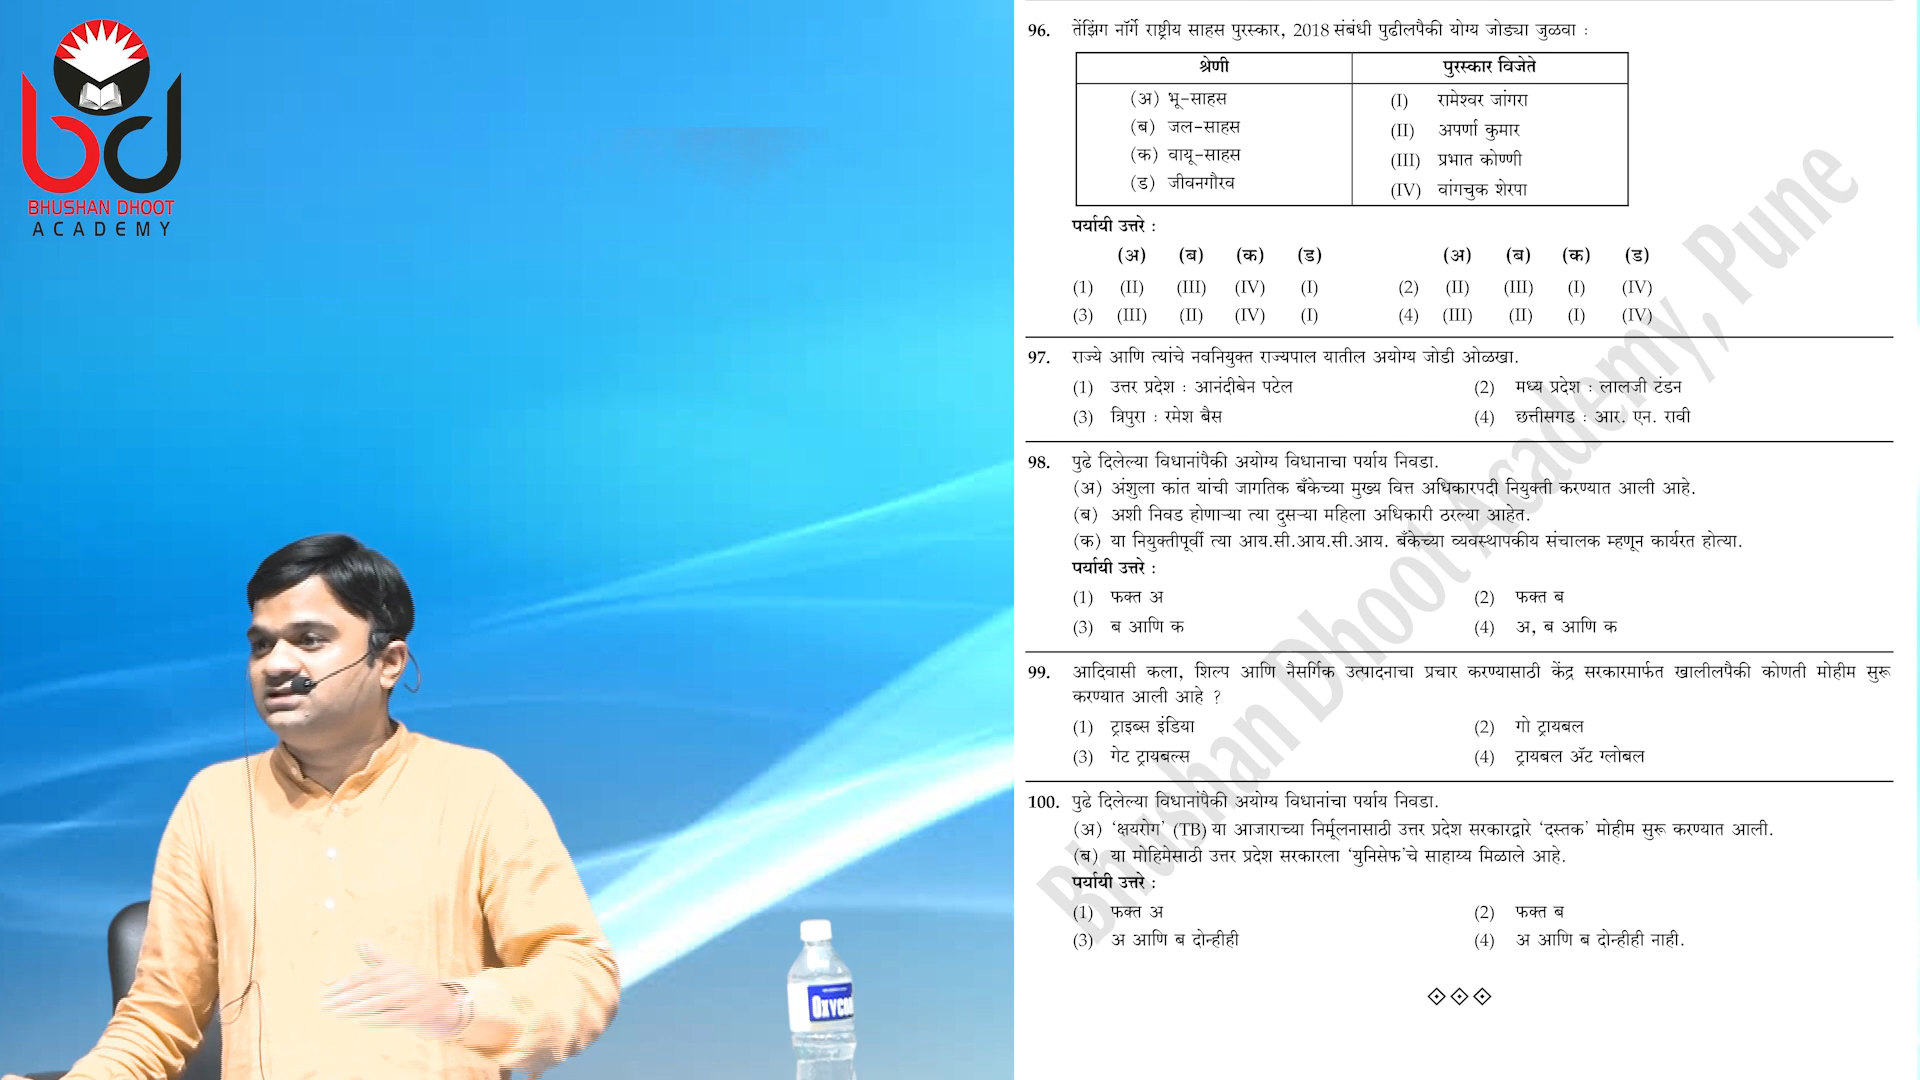 BHUSHAN DHOOT
ACADEMY
96. तेंझिंग नॉर्गे राष्ट्रीय साहस पुरस्कार, 2018 संबंधी पुढीलपैकी योग्य जोड्या जुळवा :
श्रेणी पुरस्कार विजेते
(अ) भू-साहस (I) रामेश्वर जांगरा
(ब) जल-साहस (II) अपर्णा कुमार
(क) वायू-साहस (III) प्रभात कोण्णी
(ड) जीवनगौरव (IV) वांगचुक शेरपा
पर्यायी उत्तरे :
(अ) (ब) (क) (ड) (अ) (ब) (क) (ड)
(1) (II) (III) (IV) (I) (2) (II) (III) (I) (IV)
(3) (III) (II) (IV) (I) (4) (III) (II) (I) (IV)
97. राज्ये आणि त्यांचे नवनियुक्त राज्यपाल यातील अयोग्य जोडी ओळखा.
(1) उत्तर प्रदेश : आनंदीबेन पटेल (2) मध्य प्रदेश : लालजी टंडन
(3) त्रिपुरा : रमेश बैस (4) छत्तीसगड : आर. एन. रावी
98. पुढे दिलेल्या विधानांपैकी अयोग्य विधानाचा पर्याय निवडा.
(अ) अंशुला कांत यांची जागतिक बँकेच्या मुख्य वित्त अधिकारपदी नियुक्ती करण्यात आली आहे.
(ब) अशी निवड होणाऱ्या त्या दुसऱ्या महिला अधिकारी ठरल्या आहेत.
(क) या नियुक्तीपूर्वी त्या आय.सी.आय.सी.आय. बँकेच्या व्यवस्थापकीय संचालक म्हणून कार्यरत होत्या.
पर्यायी उत्तरे :
(1) फक्त अ (2) फक्त ब
(3) ब आणि क (4) अ, ब आणि क
99. आदिवासी कला, शिल्प आणि नैसर्गिक उत्पादनाचा प्रचार करण्यासाठी केंद्र सरकारमार्फत खालीलपैकी कोणती मोहीम सुरू
करण्यात आली आहे ?
(1) ट्राइब्स इंडिया (2) गो ट्रायबल
(3) गेट ट्रायबल्स (4) ट्रायबल ॲट ग्लोबल
100. पुढे दिलेल्या विधानांपैकी अयोग्य विधानांचा पर्याय निवडा.
(अ) ‘क्षयरोग’ (TB) या आजाराच्या निर्मूलनासाठी उत्तर प्रदेश सरकारद्वारे ‘दस्तक’ मोहीम सुरू करण्यात आली.
(ब) या मोहिमेसाठी उत्तर प्रदेश सरकारला ‘युनिसेफ’चे साहाय्य मिळाले आहे.
पर्यायी उत्तरे :
(1) फक्त अ (2) फक्त ब
(3) अ आणि ब दोन्हीही (4) अ आणि ब दोन्हीही नाही.
Bhushan Dhoot Academy, Pune